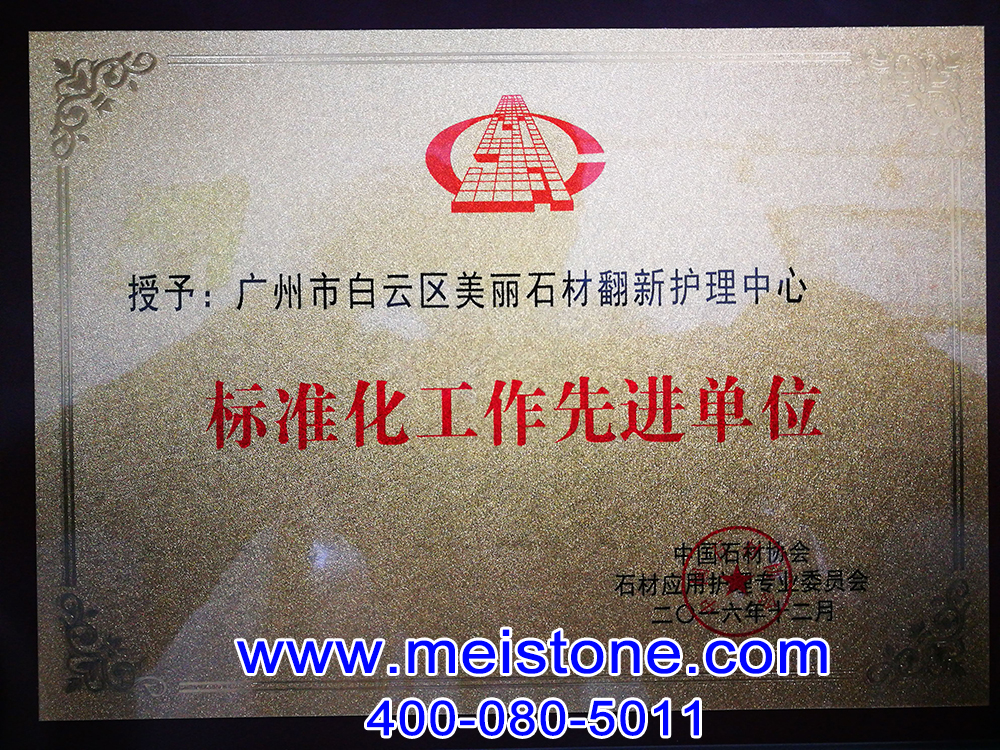 授予：广州市白云区美丽石材翻新护理中心
标准化工作先进单位
中国石材协会
石材应用护理专业委员会
二〇一六年十二月
www.meistone.com
400-080-5011